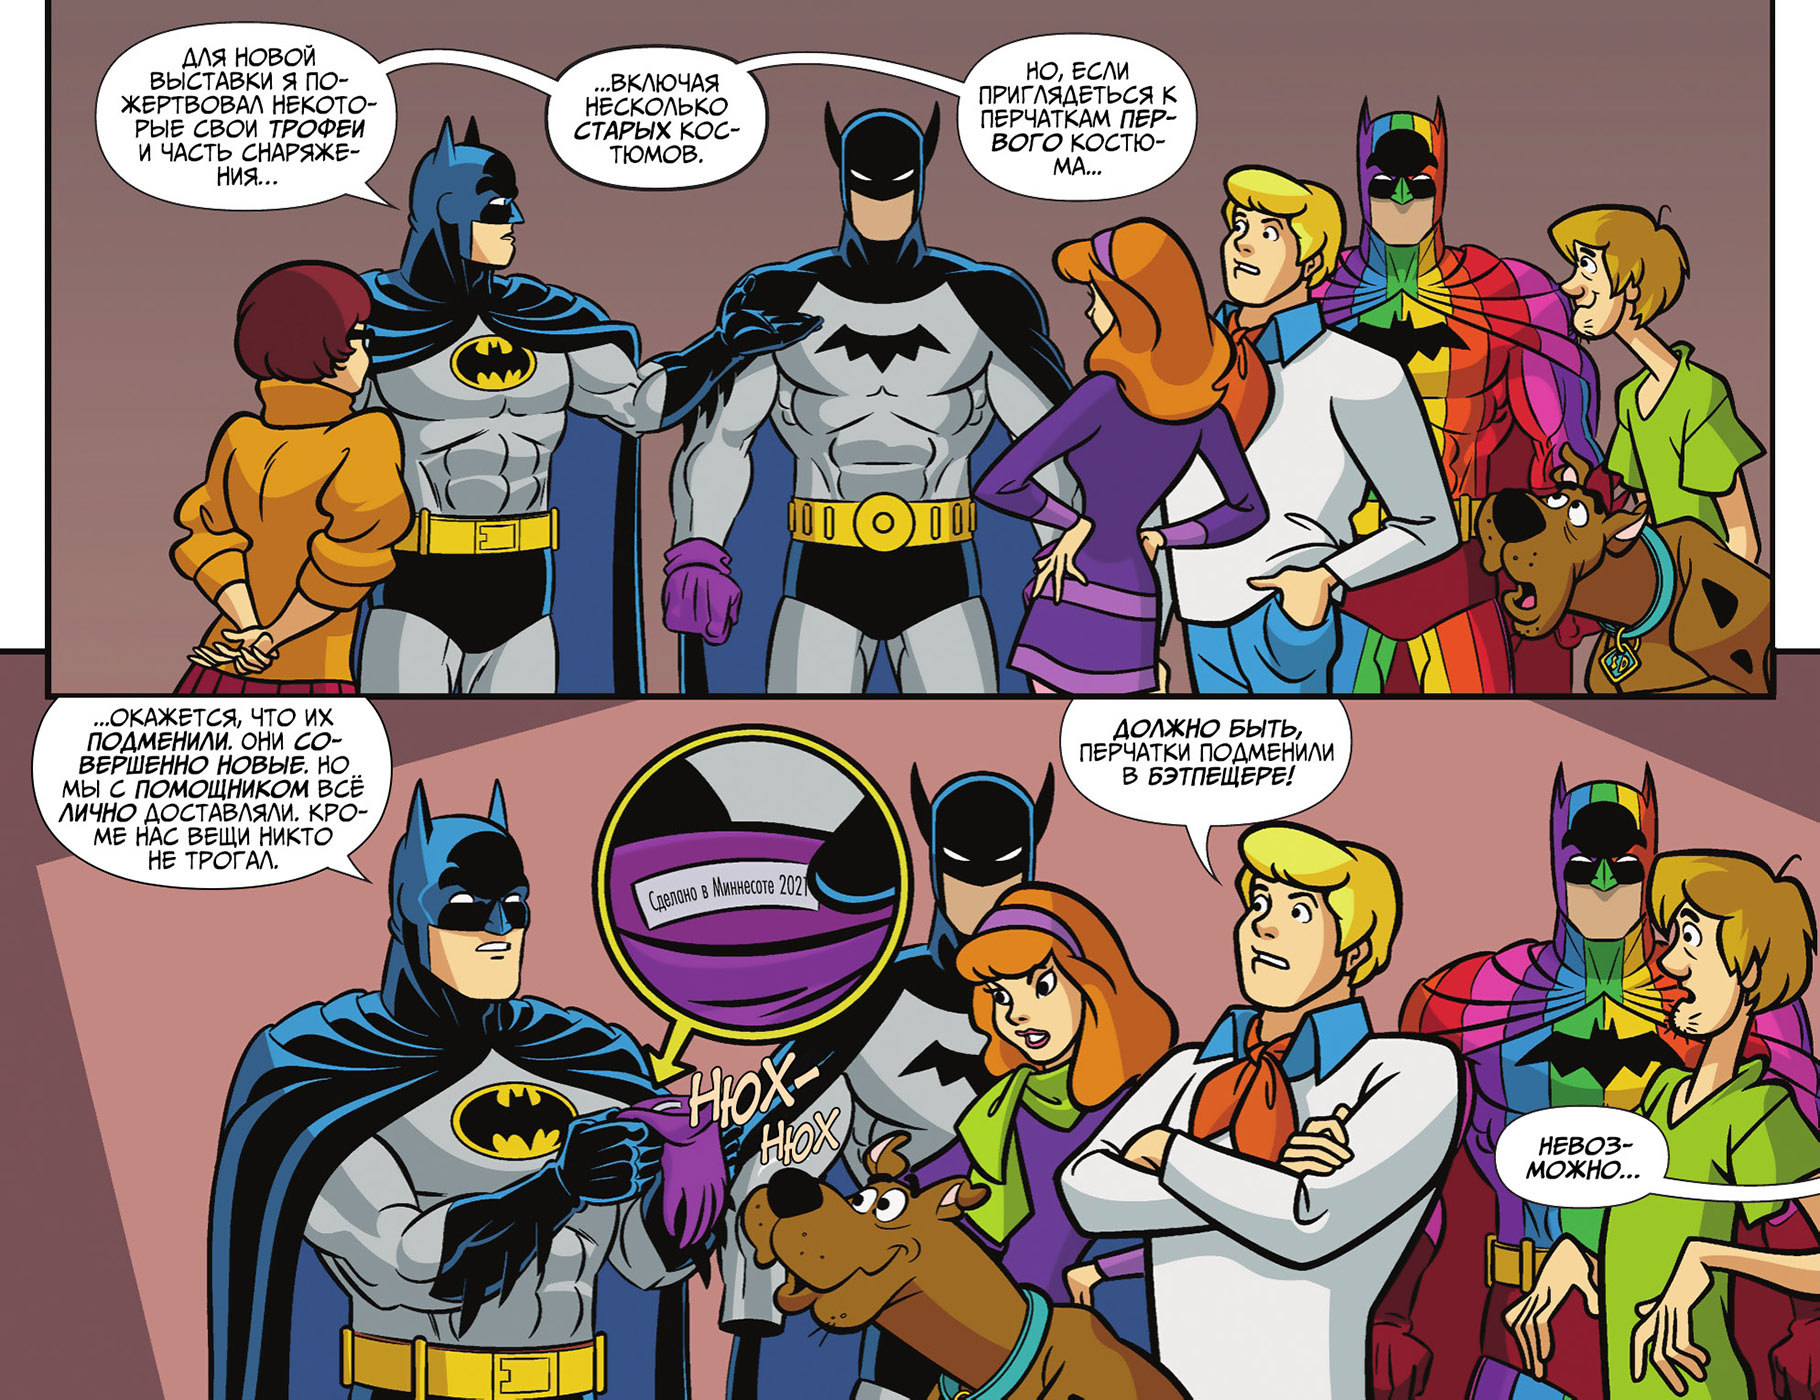 ДЛЯ НОВОЙ
ВЫСТАВКИ Я ПО-
ЖЕРТВОВАЛ НЕКОТО-
РЫЕ СВОИ ТРОФЕИ
И ЧАСТЬ СНАРЯЖЕ-
НИЯ...
...ВКЛЮЧАЯ
НЕСКОЛЬКО
СТАРЫХ КОС-
ТЮМОВ.
НО, ЕСЛИ
ПРИГЛЯДЕТЬСЯ К
ПЕРЧАТКАМ ПЕР-
ВОГО КОСТЮ-
МА...
SD
...ОКАЖЕТСЯ, ЧТО ИХ
ПОДМЕНИЛИ. ОНИ СО-
ВЕРШЕННО НОВЫЕ. НО
МЫ С ПОМОЩНИКОМ ВСЁ
ЛИЧНО ДОСТАВЛЯЛИ. КРО-
МЕ НАС ВЕЩИ НИКТО
НЕ ТРОГАЛ.
Сделано в Миннесоте 2021
НЮХ-
НЮХ
ДОЛЖНО БЫТЬ,
ПЕРЧАТКИ ПОДМЕНИЛИ
В БЭТПЕЩЕРЕ!
НЕВОЗ-
МОЖНО...